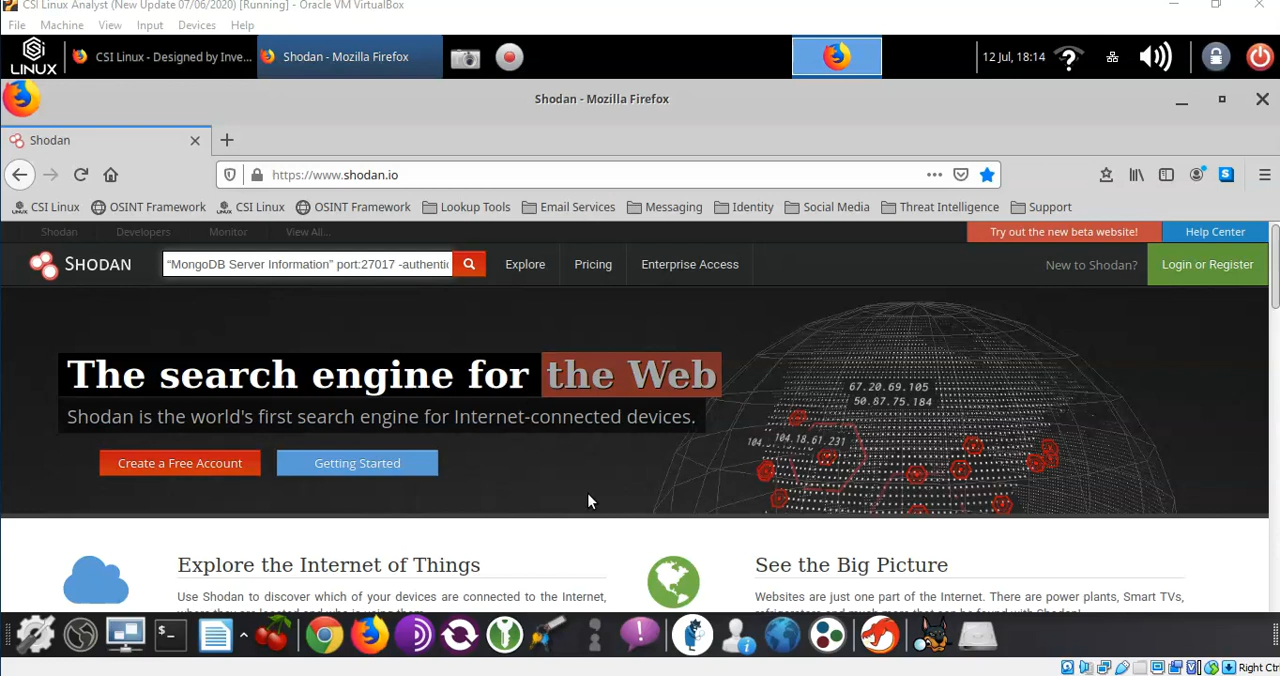 CSI Linux Analyst (New Update 07/06/2020) [Running] - Oracle VM VirtualBox
File Machine View Input Devices Help
LINUX
CSI Linux - Designed by Inve...
Shodan - Mozilla Firefox
12 Jul, 18:14
Shodan - Mozilla Firefox
Shodan
https://www.shodan.io
CSI Linux OSINT Framework CSI Linux OSINT Framework Lookup Tools Email Services Messaging Identity Social Media Threat Intelligence Support
Shodan Developers Monitor View All... Try out the new beta website! Help Center
SHODAN "MongoDB Server Information" port:27017 -authentic Explore Pricing Enterprise Access New to Shodan? Login or Register
The search engine for the Web
Shodan is the world's first search engine for Internet-connected devices.
Create a Free Account Getting Started
67.20.69.105
50.87.75.184
104. 104.18.61.231
Explore the Internet of Things
Use Shodan to discover which of your devices are connected to the Internet,
See the Big Picture
Websites are just one part of the Internet. There are power plants, Smart TVs,
Right Ctr